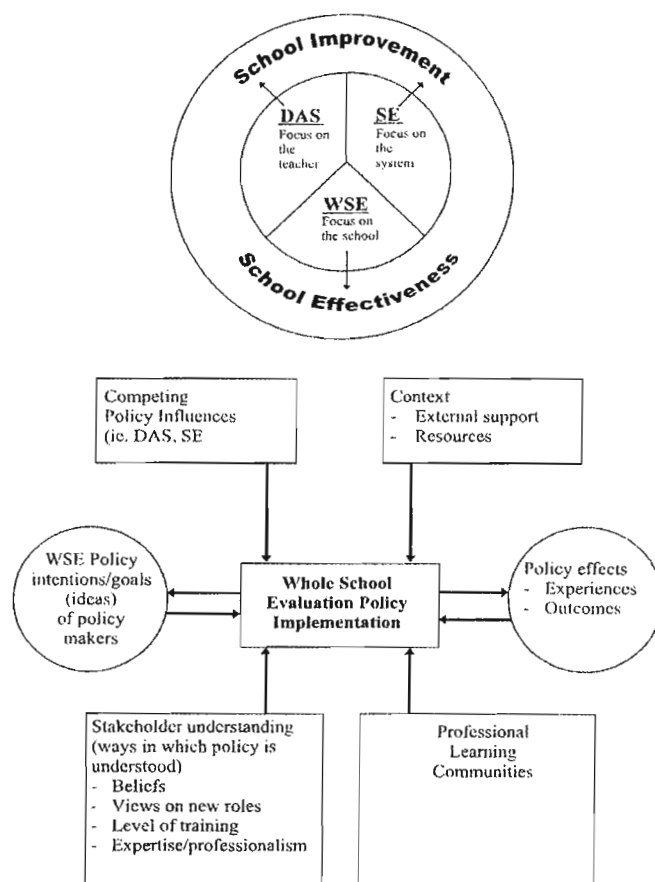 School Improvement
DAS
Focus on
the
teacher
SE
Focus on
the
system
WSE
Focus on
the school
School Effectiveness
Competing
Policy Influences
(ie. DAS, SE
Context
- External support
- Resources
WSE Policy
intentions/goals
(ideas)
of policy
makers
Whole School
Evaluation Policy
Implementation
Policy effects
- Experiences
- Outcomes
Stakeholder understanding
(ways in which policy is
understood)
- Beliefs
- Views on new roles
- Level of training
- Expertise/professionalism
Professional
Learning
Communities